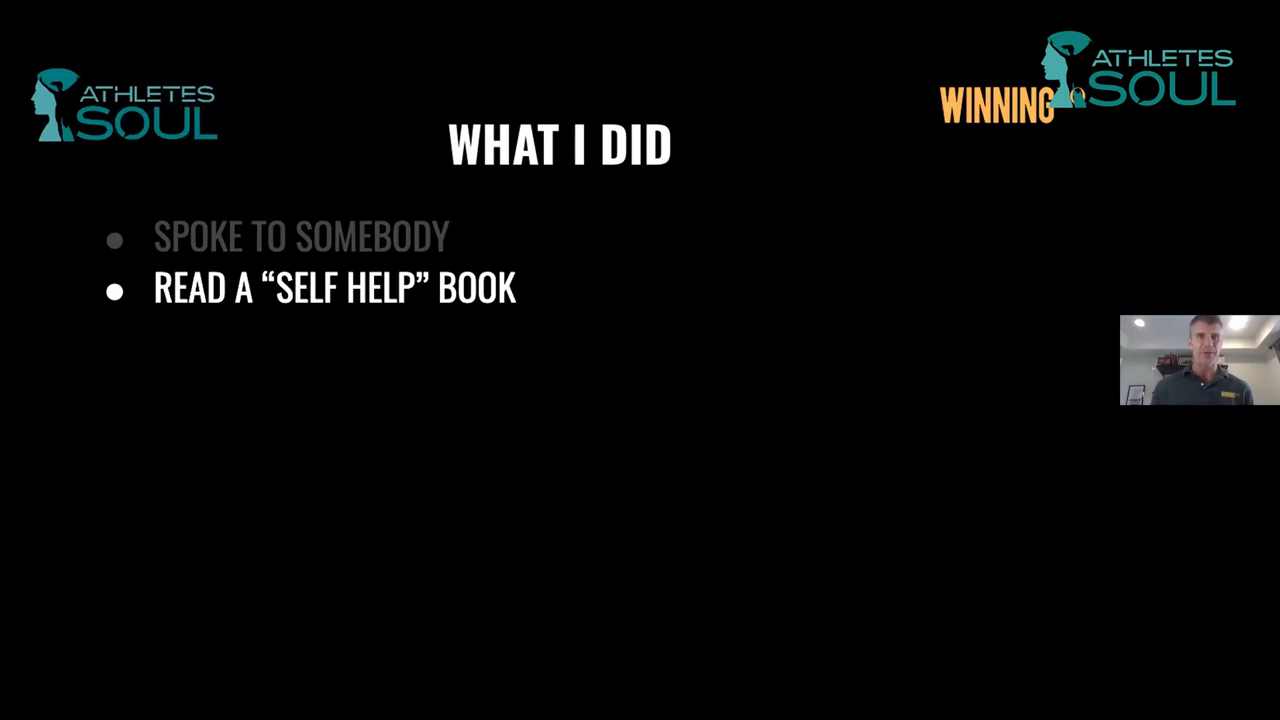 ATHLETES
SOUL
WINNING
ATHLETES
SOUL
WHAT I DID
● SPOKE TO SOMEBODY
● READ A “SELF HELP” BOOK